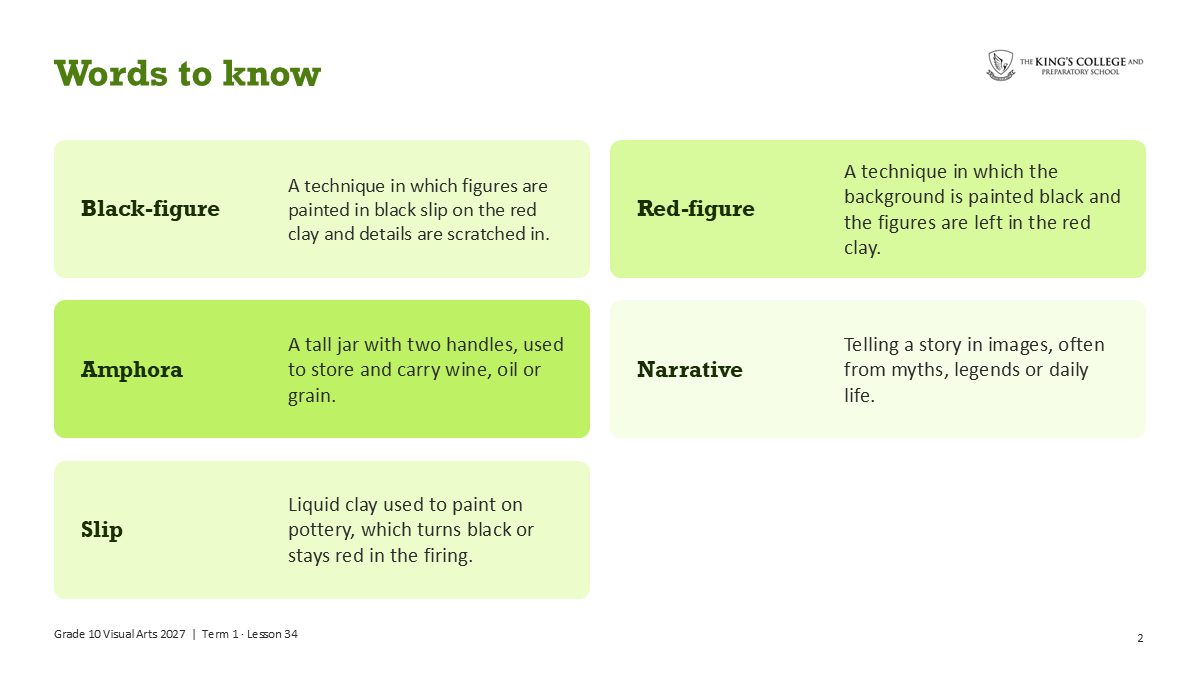 Words to know
THE KING'S COLLEGE AND
PREPARATORY SCHOOL
Black-figure
A technique in which figures are
painted in black slip on the red
clay and details are scratched in.
Red-figure
A technique in which the
background is painted black and
the figures are left in the red
clay.
Amphora
A tall jar with two handles, used
to store and carry wine, oil or
grain.
Narrative
Telling a story in images, often
from myths, legends or daily
life.
Slip
Liquid clay used to paint on
pottery, which turns black or
stays red in the firing.
Grade 10 Visual Arts 2027 | Term 1 · Lesson 34
2